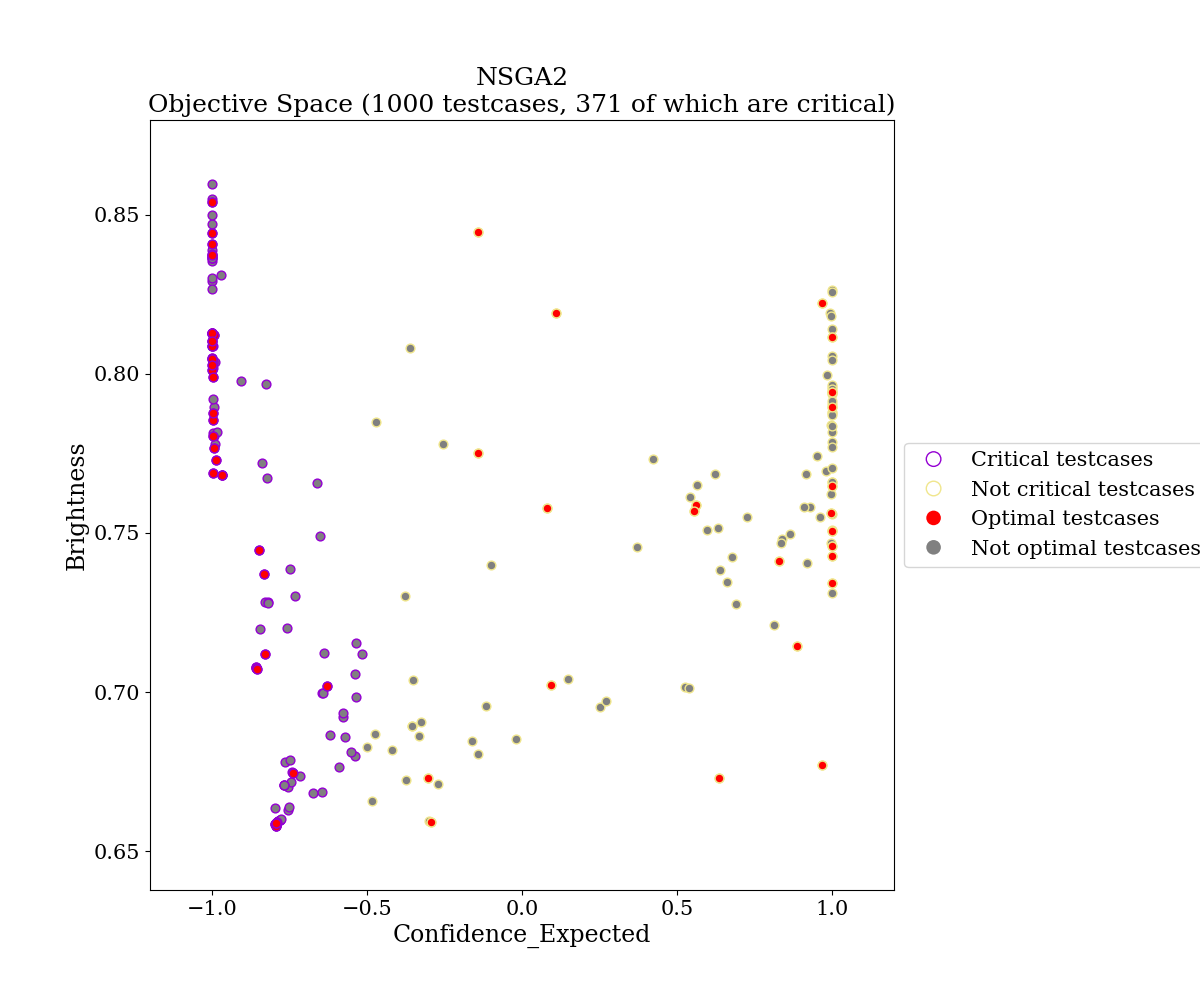 NSGA2
Objective Space (1000 testcases, 371 of which are critical)
0.85
0.80
0.75
0.70
0.65
Brightness
−1.0
−0.5
0.0
0.5
1.0
Confidence_Expected
Critical testcases
Not critical testcases
Optimal testcases
Not optimal testcases